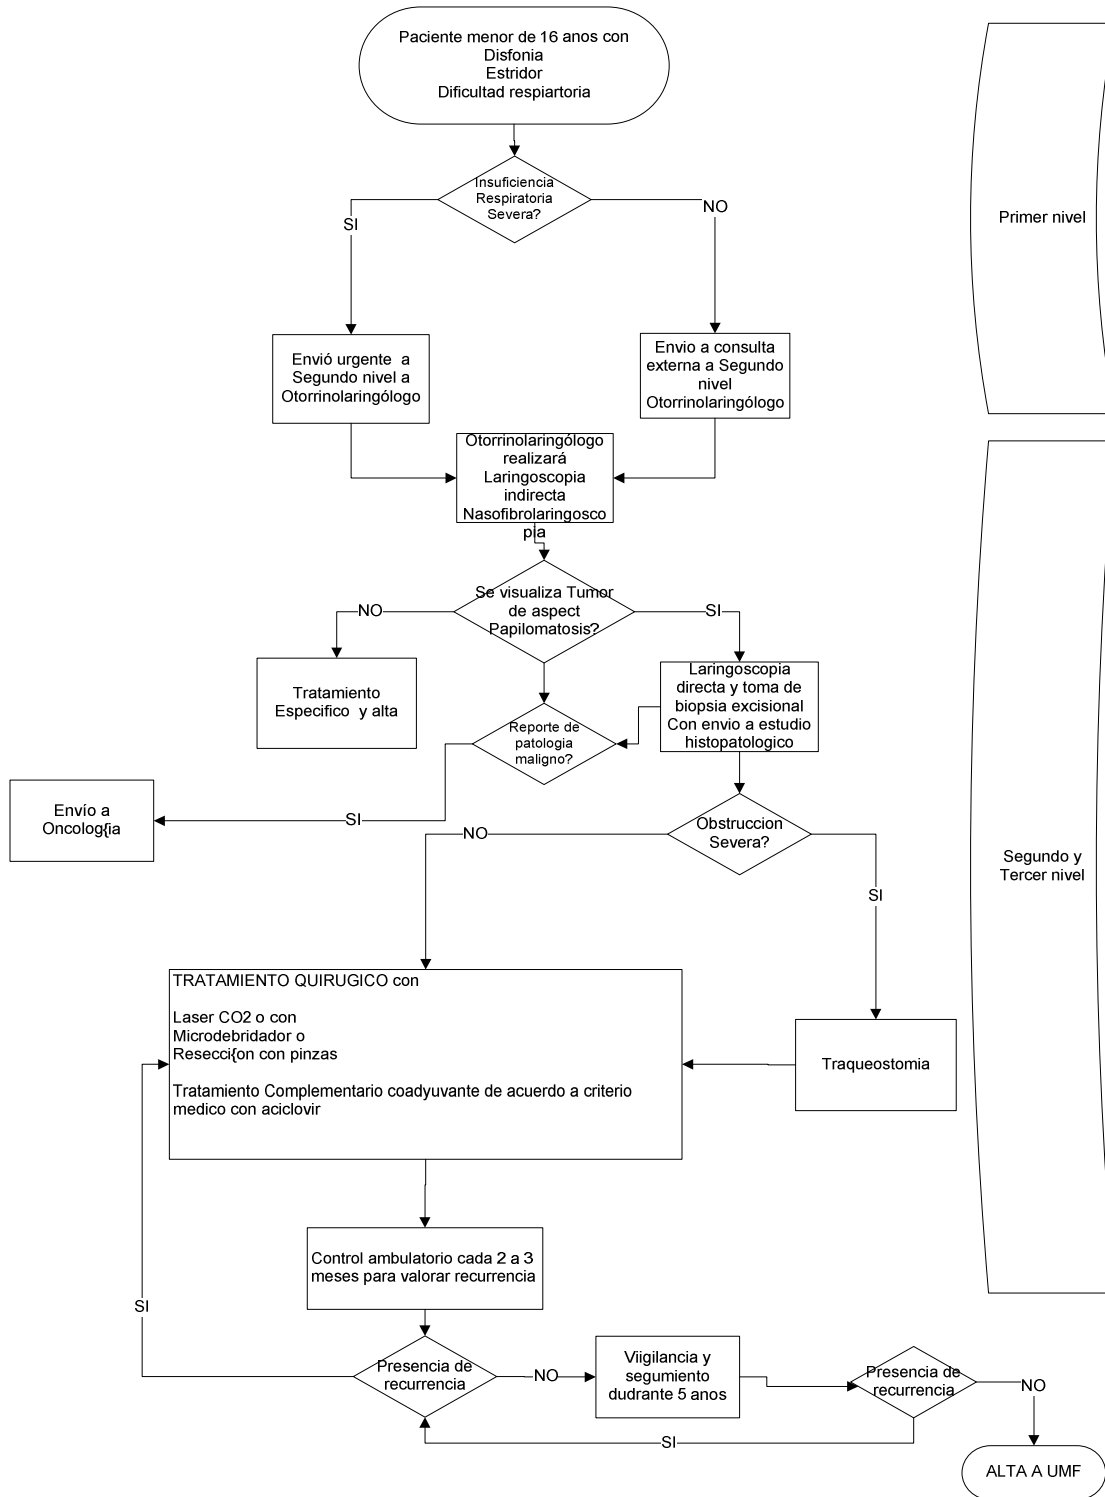 Paciente menor de 16 anos con
Disfonia
Estridor
Dificultad respiartoria
Insuficencia
Respiratoria
Severa?
SI
NO
Primer nivel
Envió urgente a
Segundo nivel a
Otorrinolaringólogo
Envio a consulta
externa a Segundo
nivel
Otorrinolaringólogo
Otorrinolaringólogo
realizará
Laringoscopia
indirecta
Nasofibrolaringosco
pia
Se visualiza Tumor
de aspect
Papilomatosis?
NO
SI
Tratamiento
Especifico y alta
Laringoscopia
directa y toma de
biopsia excisional
Con envio a estudio
histopatologico
Reporte de
patologia
maligno?
SI
Envío a
Oncolog{ia
Obstruccion
Severa?
NO
SI
Segundo y
Tercer nivel
TRATAMIENTO QUIRUGICO con
Laser CO2 o con
Microdebridador o
Resecci{on con pinzas
Tratamiento Complementario coadyuvante de acuerdo a criterio
medico con aciclovir
Traqueostomia
Control ambulatorio cada 2 a 3
meses para valorar recurrencia
SI
Presencia de
recurrencia
NO
Viigilancia y
segumiento
dudrante 5 anos
Presencia de
recurrencia
NO
SI
ALTA A UMF